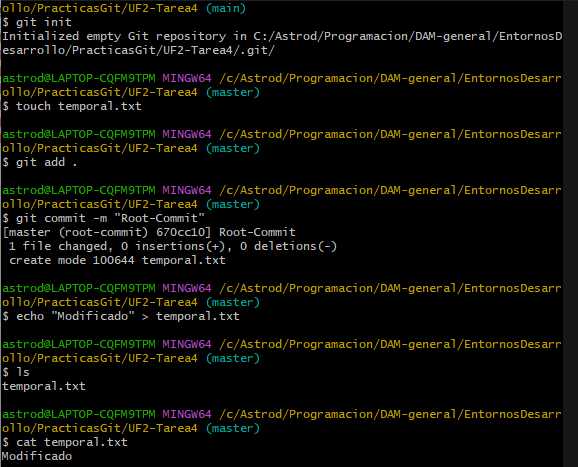 ollo/PracticasGit/UF2-Tarea4 (main)
$ git init
Initialized empty Git repository in C:/Astrod/Programacion/DAM-general/EntornosD
esarrollo/PracticasGit/UF2-Tarea4/.git/
astrod@LAPTOP-CQFM9TPM MINGW64 /c/Astrod/Programacion/DAM-general/EntornosDesarr
ollo/PracticasGit/UF2-Tarea4 (master)
$ touch temporal.txt
astrod@LAPTOP-CQFM9TPM MINGW64 /c/Astrod/Programacion/DAM-general/EntornosDesarr
ollo/PracticasGit/UF2-Tarea4 (master)
$ git add .
astrod@LAPTOP-CQFM9TPM MINGW64 /c/Astrod/Programacion/DAM-general/EntornosDesarr
ollo/PracticasGit/UF2-Tarea4 (master)
$ git commit -m "Root-Commit"
[master (root-commit) 670cc10] Root-Commit
 1 file changed, 0 insertions(+), 0 deletions(-)
 create mode 100644 temporal.txt
astrod@LAPTOP-CQFM9TPM MINGW64 /c/Astrod/Programacion/DAM-general/EntornosDesarr
ollo/PracticasGit/UF2-Tarea4 (master)
$ echo "Modificado" > temporal.txt
astrod@LAPTOP-CQFM9TPM MINGW64 /c/Astrod/Programacion/DAM-general/EntornosDesarr
ollo/PracticasGit/UF2-Tarea4 (master)
$ ls
temporal.txt
astrod@LAPTOP-CQFM9TPM MINGW64 /c/Astrod/Programacion/DAM-general/EntornosDesarr
ollo/PracticasGit/UF2-Tarea4 (master)
$ cat temporal.txt
Modificado